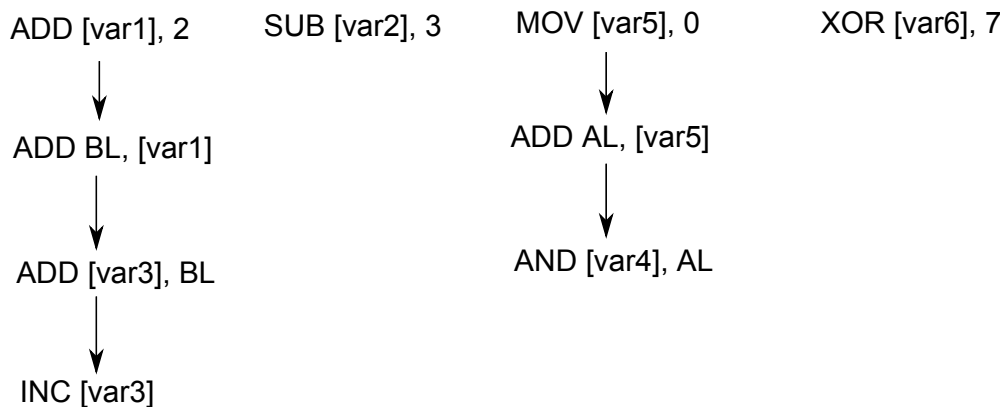 ADD [var1], 2
SUB [var2], 3
MOV [var5], 0
XOR [var6], 7
ADD BL, [var1]
ADD AL, [var5]
ADD [var3], BL
AND [var4], AL
INC [var3]